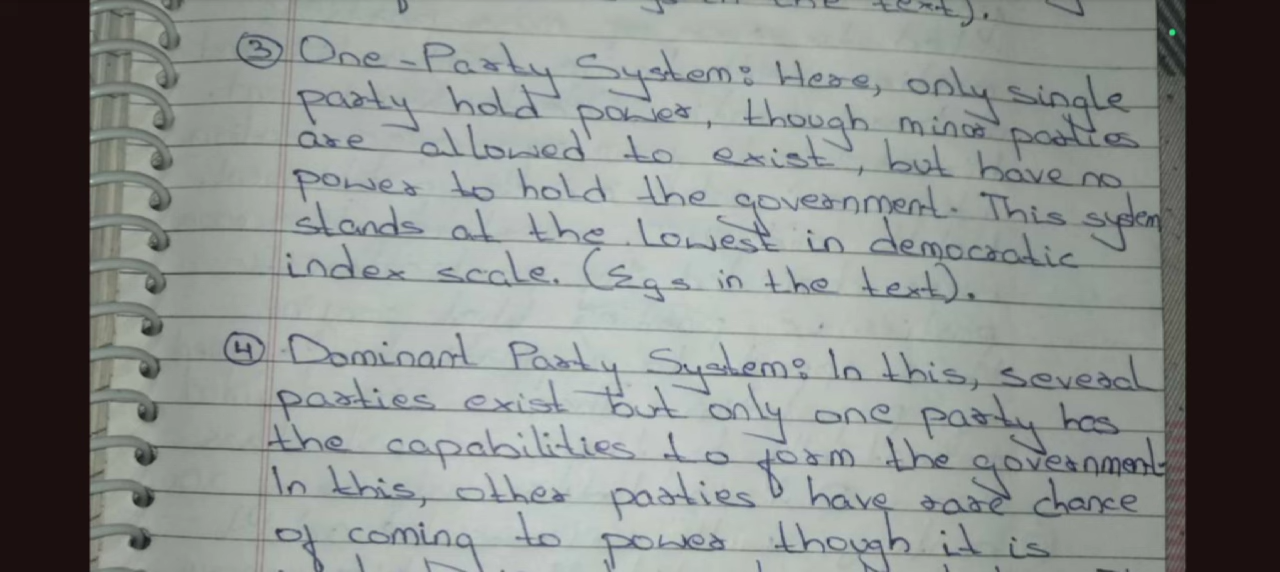 text).
③ One-Party System: Here, only single
party hold power, though minor parties
are allowed to exist, but have no
power to hold the government. This system
stands at the lowest in democratic
index scale. (Egs in the text).
④ Dominant Party System: In this, several
parties exist but only one party has
the capabilities to form the government.
In this, other parties have rare chance
of coming to power though it is